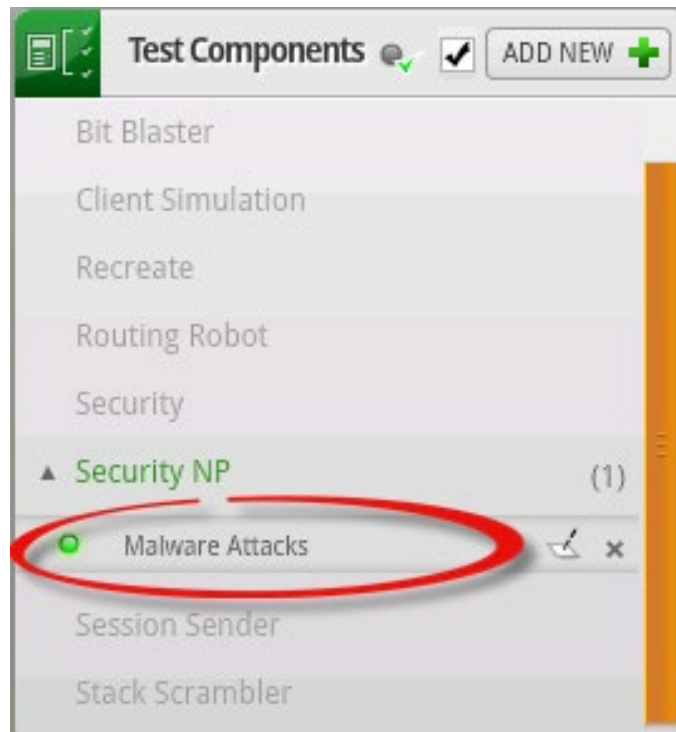 Test Components ADD NEW
Bit Blaster
Client Simulation
Recreate
Routing Robot
Security
Security NP (1)
Malware Attacks
Session Sender
Stack Scrambler